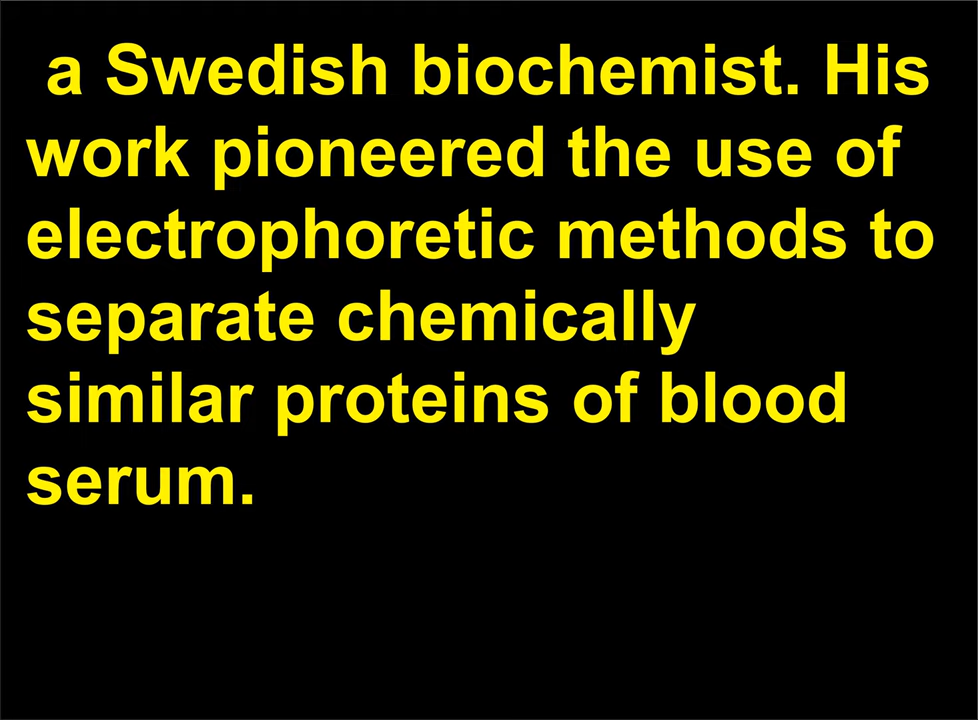 a Swedish biochemist. His
work pioneered the use of
electrophoretic methods to
separate chemically
similar proteins of blood
serum.